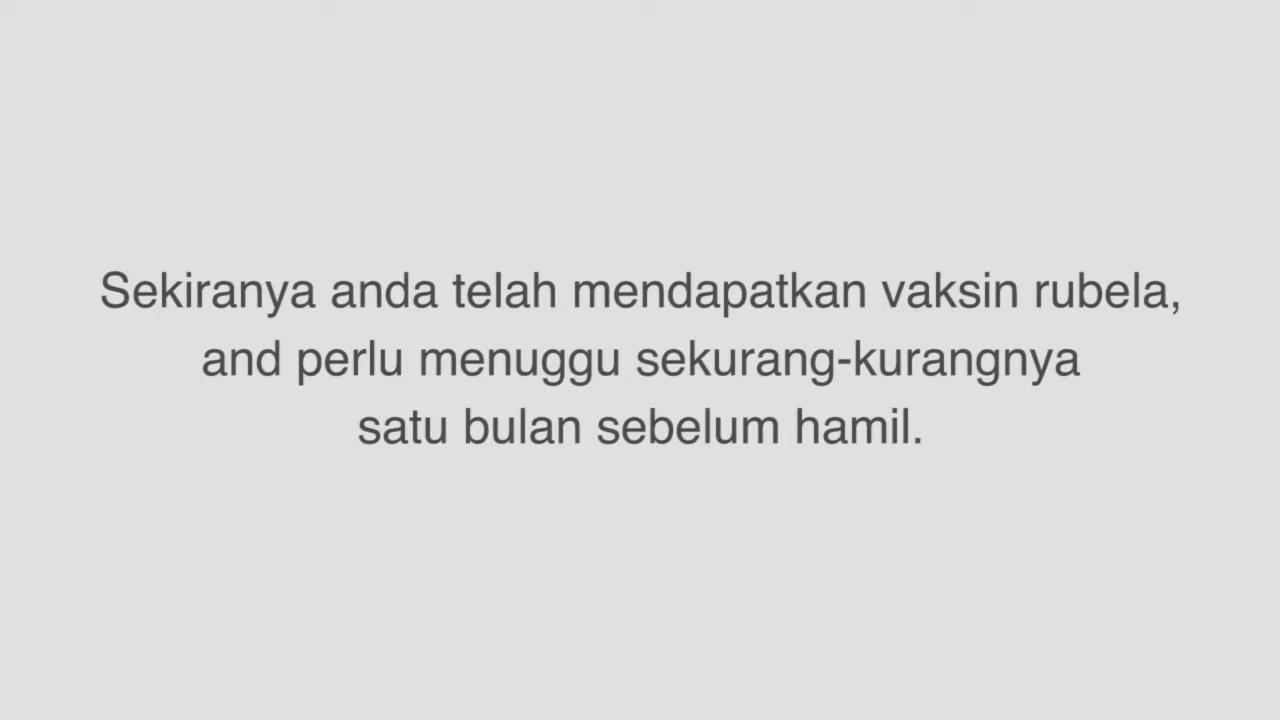 Sekiranya anda telah mendapatkan vaksin rubela,
and perlu menuggu sekurang-kurangnya
satu bulan sebelum hamil.